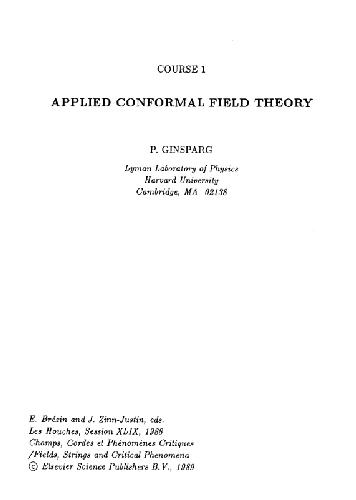 COURSE 1
APPLIED CONFORMAL FIELD THEORY
P. GINSPARG
Lyman Laboratory of Physics
Harvard University
Cambridge, MA 02138
E. Brézin and J. Zinn-Justin, eds.
Les Houches, Session XLIX, 1988
Champs, Cordes et Phénomènes Critiques
/Fields, Strings and Critical Phenomena
© Elsevier Science Publishers B.V., 1989